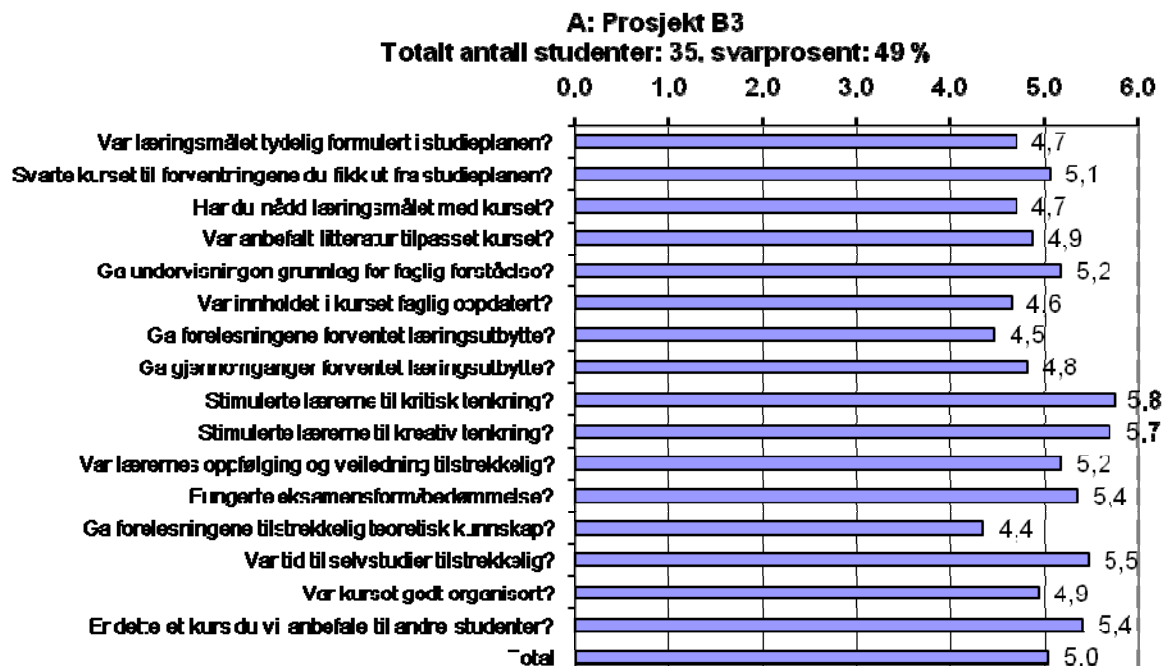 A: Prosjekt B3
Totalt antall studenter: 35, svarprosent: 49 %
0,0 1,0 2,0 3,0 4,0 5,0 6,0
Var læringsmålet tydelig formulert i studieplanen? 4,7
Svarte kurset til forventningene du fikk ut fra studieplanen? 5,1
Har du nådd læringsmålet med kurset? 4,7
Var anbefalt litteratur tilpasset kurset? 4,9
Ga undervisningen grunnlag for faglig forståelse? 5,2
Var innholdet i kurset faglig oppdatert? 4,6
Ga forelesningene forventet læringsutbytte? 4,5
Ga gjennomganger forventet læringsutbytte? 4,8
Stimulerte lærerne til kritisk tenkning? 5,8
Stimulerte lærerne til kreativ tenkning? 5,7
Var lærernes oppfølging og veiledning tilstrekkelig? 5,2
Fungerte eksamensform/bedømmelse? 5,4
Ga forelesningene tilstrekkelig teoretisk kunnskap? 4,4
Var tid til selvstudier tilstrekkelig? 5,5
Var kurset godt organisert? 4,9
Er dette et kurs du vil anbefale til andre studenter? 5,4
Total 5,0